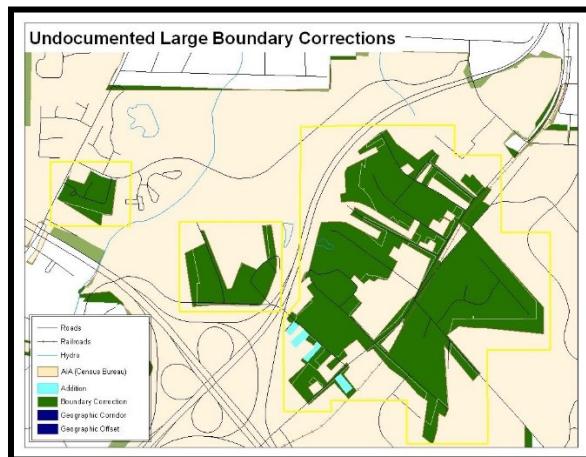 Undocumented Large Boundary Corrections
Roads
Railroads
Hydro
AIA (Census Bureau)
Addition
Boundary Correction
Geographic Corridor
Geographic Offset